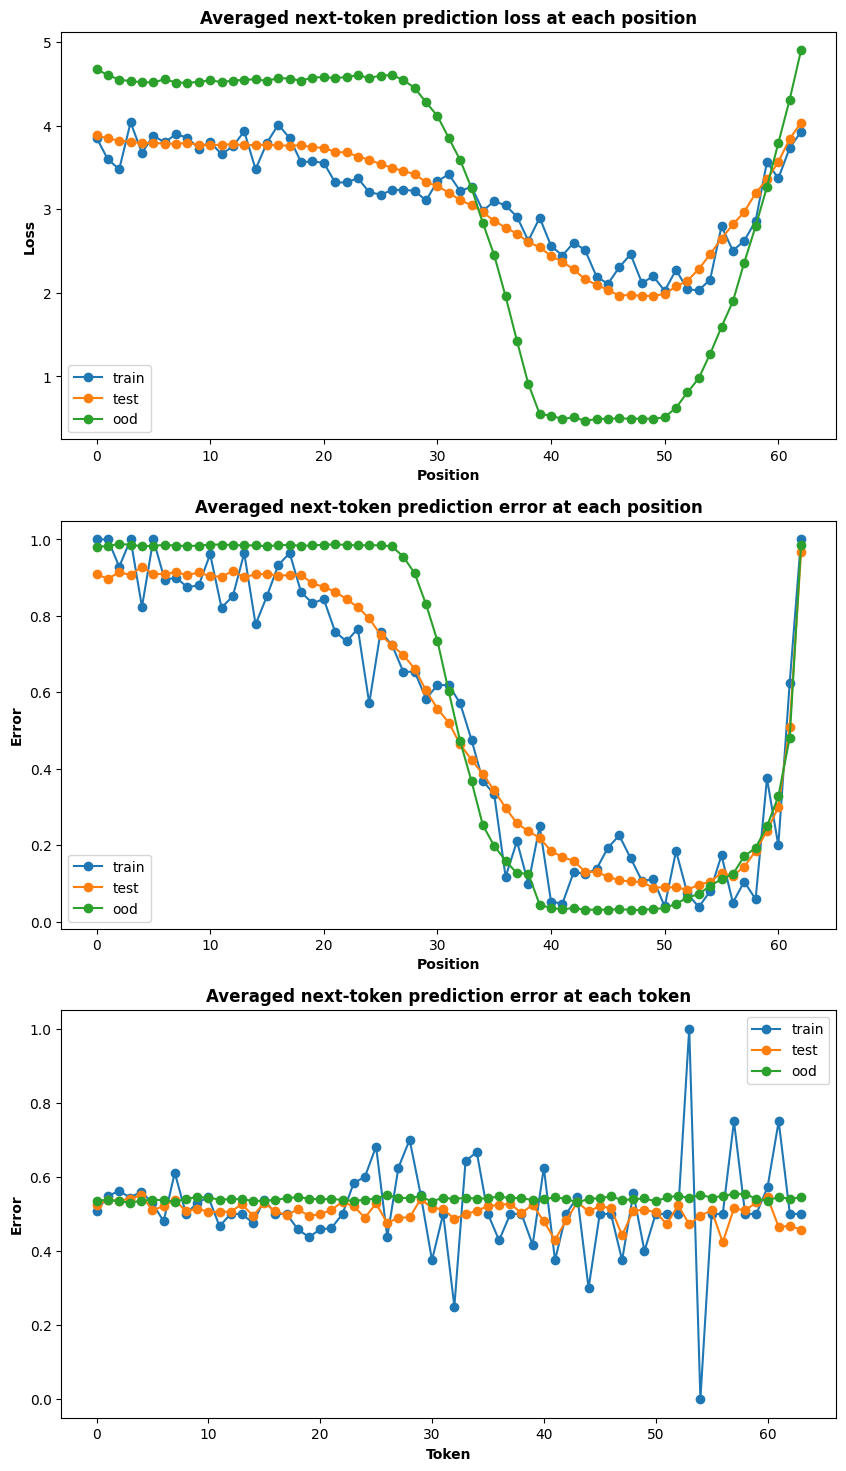 Averaged next-token prediction loss at each position
5
4
3
2
1
Loss
train
test
ood
0 10 20 30 40 50 60
Position
Averaged next-token prediction error at each position
1.0
0.8
0.6
0.4
0.2
0.0
Error
train
test
ood
0 10 20 30 40 50 60
Position
Averaged next-token prediction error at each token
1.0
0.8
0.6
0.4
0.2
0.0
Error
train
test
ood
0 10 20 30 40 50 60
Token